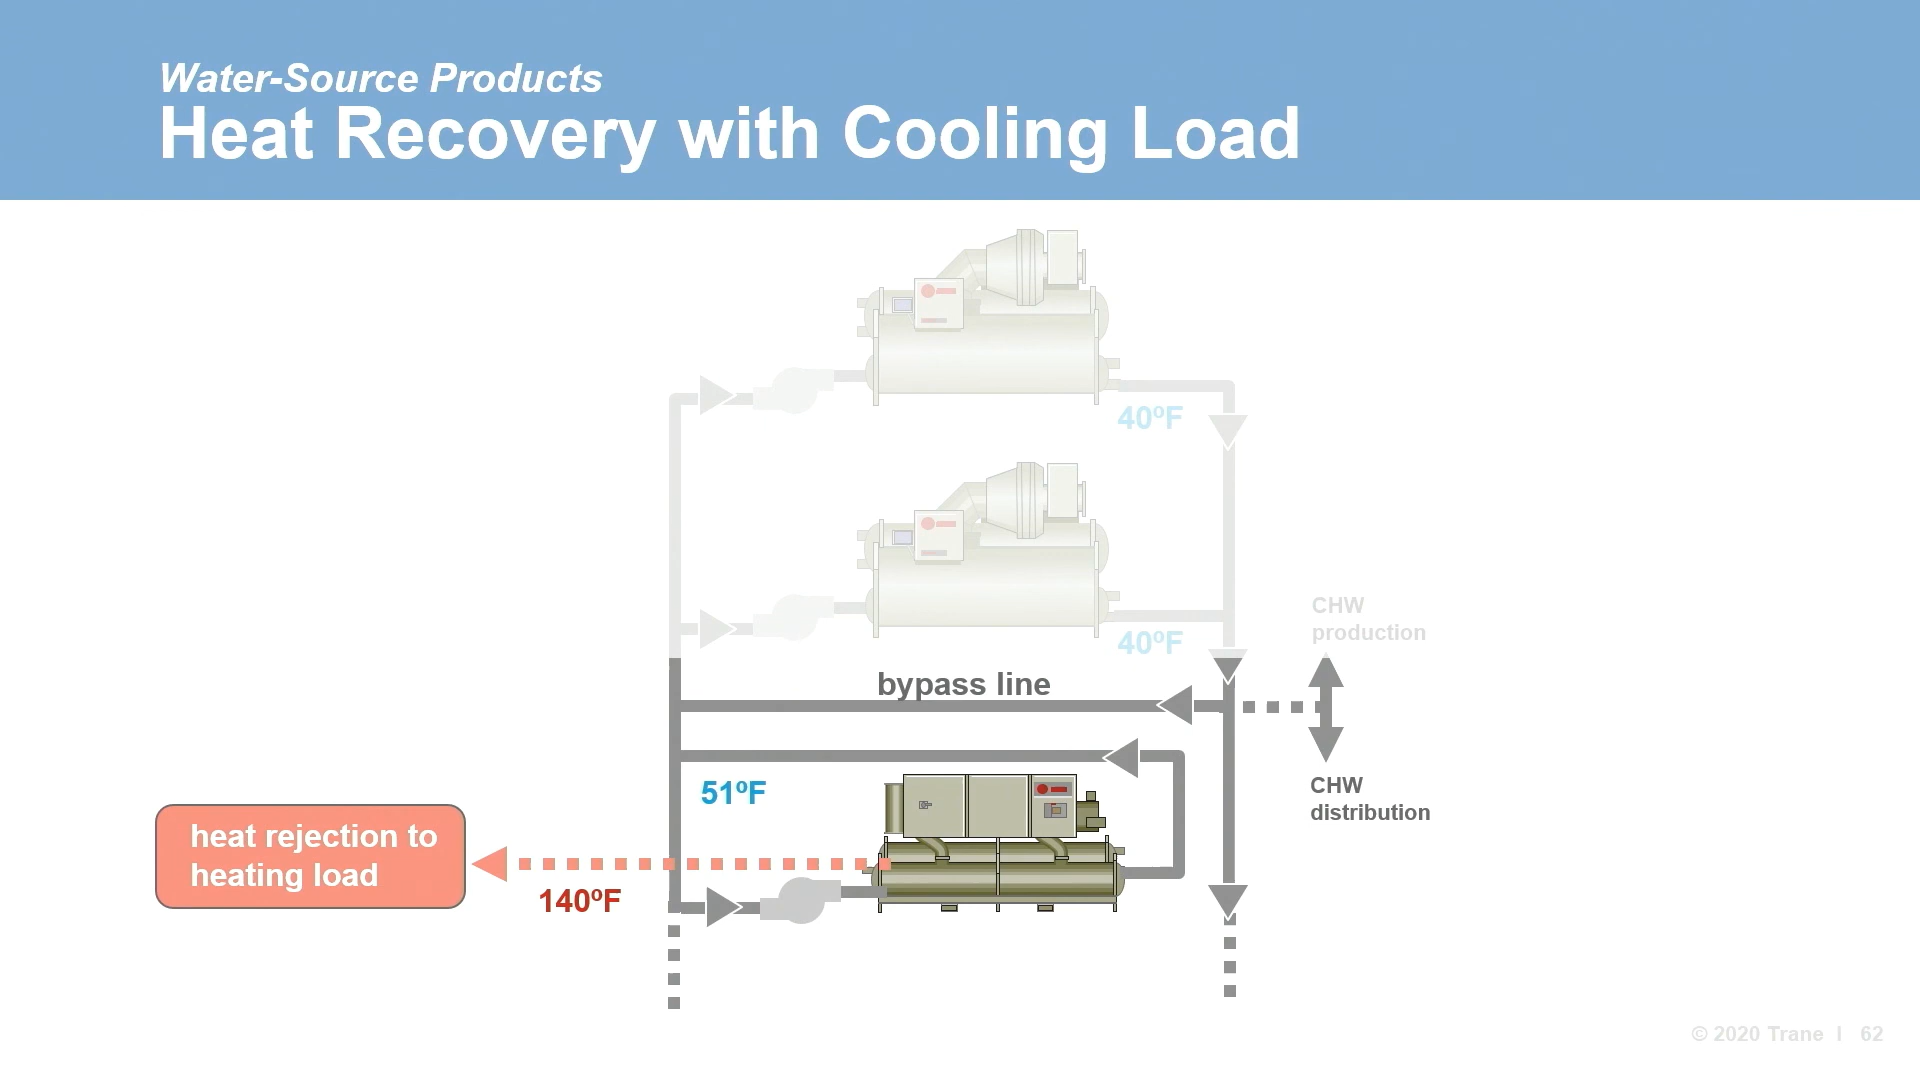 Water-Source Products
Heat Recovery with Cooling Load
40ºF
40ºF
CHW
production
bypass line
CHW
distribution
51ºF
heat rejection to
heating load
140ºF
© 2020 Trane | 62